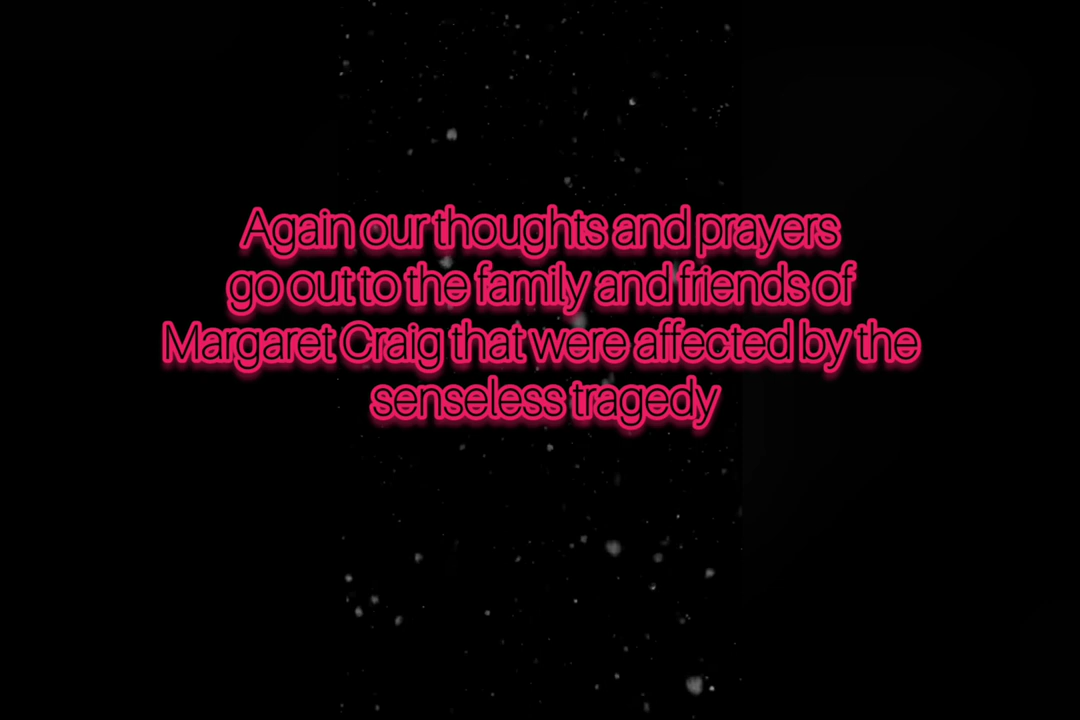 Again our thoughts and prayers
go out to the family and friends of
Margaret Craig that were affected by the
senseless tragedy